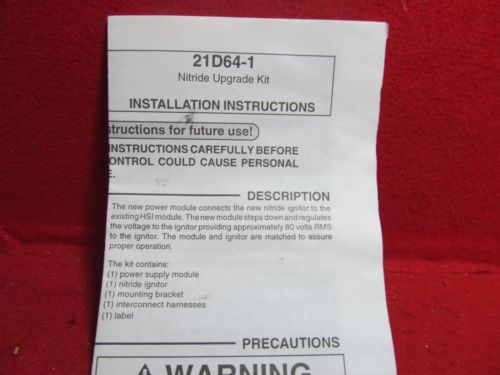 21D64-1
Nitride Upgrade Kit
INSTALLATION INSTRUCTIONS
structions for future use!
INSTRUCTIONS CAREFULLY BEFORE
ONTROL COULD CAUSE PERSONAL
E.
DESCRIPTION
The new power module connects the new nitride ignitor to the
existing HSI module. The new module steps down and regulates
the voltage to the ignitor providing approximately 80 volts RMS
to the ignitor. The module and ignitor are matched to assure
proper operation.
The kit contains:
(1) power supply module
(1) nitride ignitor
(1) mounting bracket
(1) interconnect harnesses
(1) label
PRECAUTIONS
WARNING